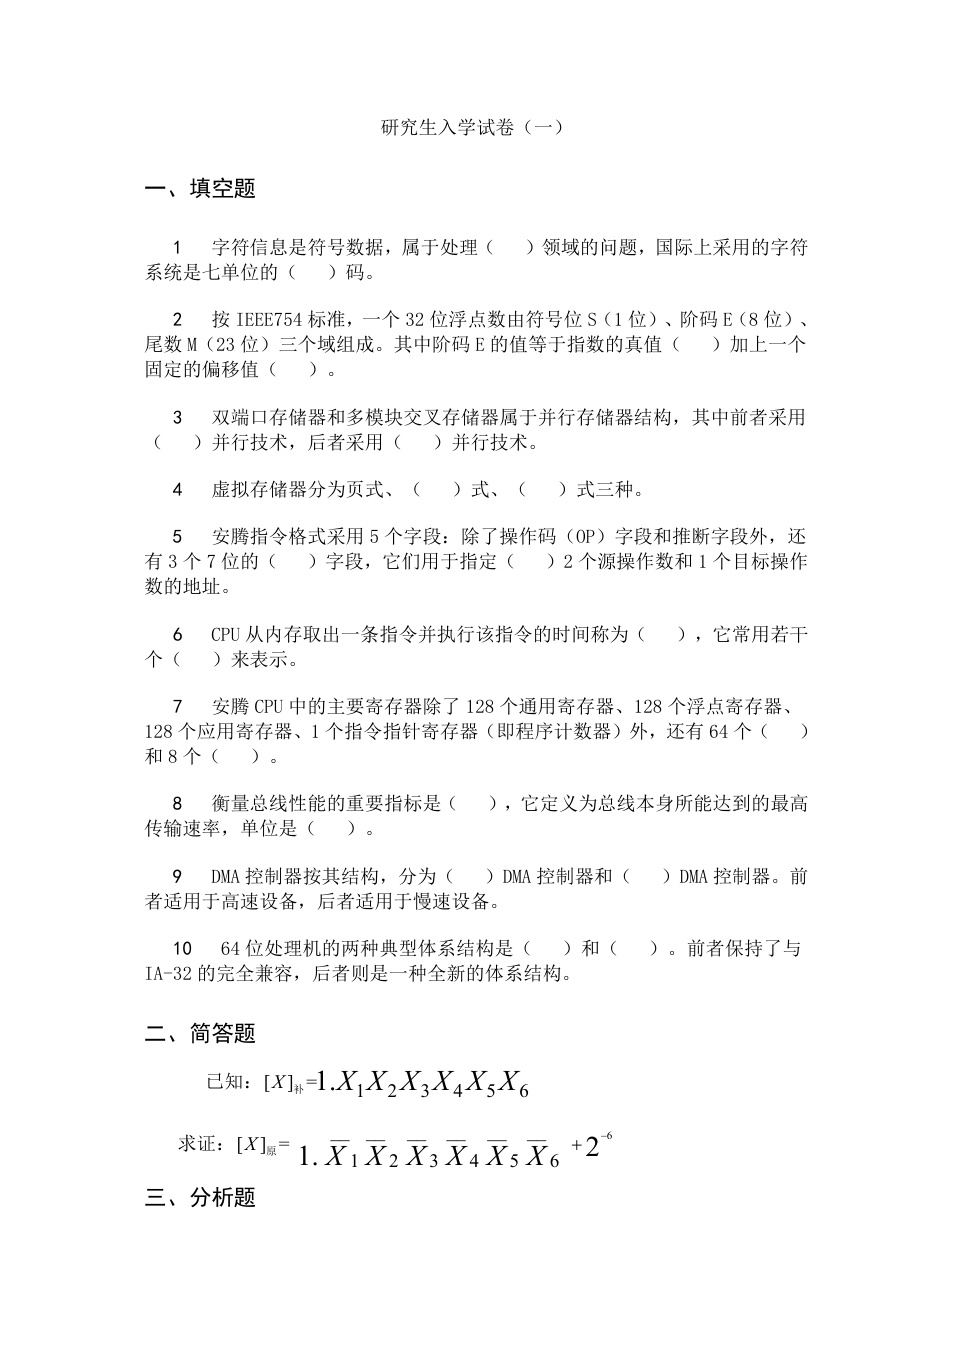 研究生入学试卷（一）
一、填空题
1 字符信息是符号数据，属于处理（ ）领域的问题，国际上采用的字符
系统是七单位的（ ）码。
2 按 IEEE754 标准，一个 32 位浮点数由符号位 S（1 位）、阶码 E（8 位）、
尾数 M（23 位）三个域组成。其中阶码 E 的值等于指数的真值（ ）加上一个
固定的偏移值（ ）。
3 双端口存储器和多模块交叉存储器属于并行存储器结构，其中前者采用
（ ）并行技术，后者采用（ ）并行技术。
4 虚拟存储器分为页式、（ ）式、（ ）式三种。
5 安腾指令格式采用 5 个字段：除了操作码（OP）字段和推断字段外，还
有 3 个 7 位的（ ）字段，它们用于指定（ ）2 个源操作数和 1 个目标操作
数的地址。
6 CPU 从内存取出一条指令并执行该指令的时间称为（ ），它常用若干
个（ ）来表示。
7 安腾 CPU 中的主要寄存器除了 128 个通用寄存器、128 个浮点寄存器、
128 个应用寄存器、1 个指令指针寄存器（即程序计数器）外，还有 64 个（ ）
和 8 个（ ）。
8 衡量总线性能的重要指标是（ ），它定义为总线本身所能达到的最高
传输速率，单位是（ ）。
9 DMA 控制器按其结构，分为（ ）DMA 控制器和（ ）DMA 控制器。前
者适用于高速设备，后者适用于慢速设备。
10 64 位处理机的两种典型体系结构是（ ）和（ ）。前者保持了与
IA-32 的完全兼容，后者则是一种全新的体系结构。
二、简答题
已知：[X]补=1.X₁X₂X₃X₄X₅X₆
求证：[X]原= 1. X̅₁ X̅₂ X̅₃ X̅₄ X̅₅ X̅₆ +2⁻⁶
三、分析题